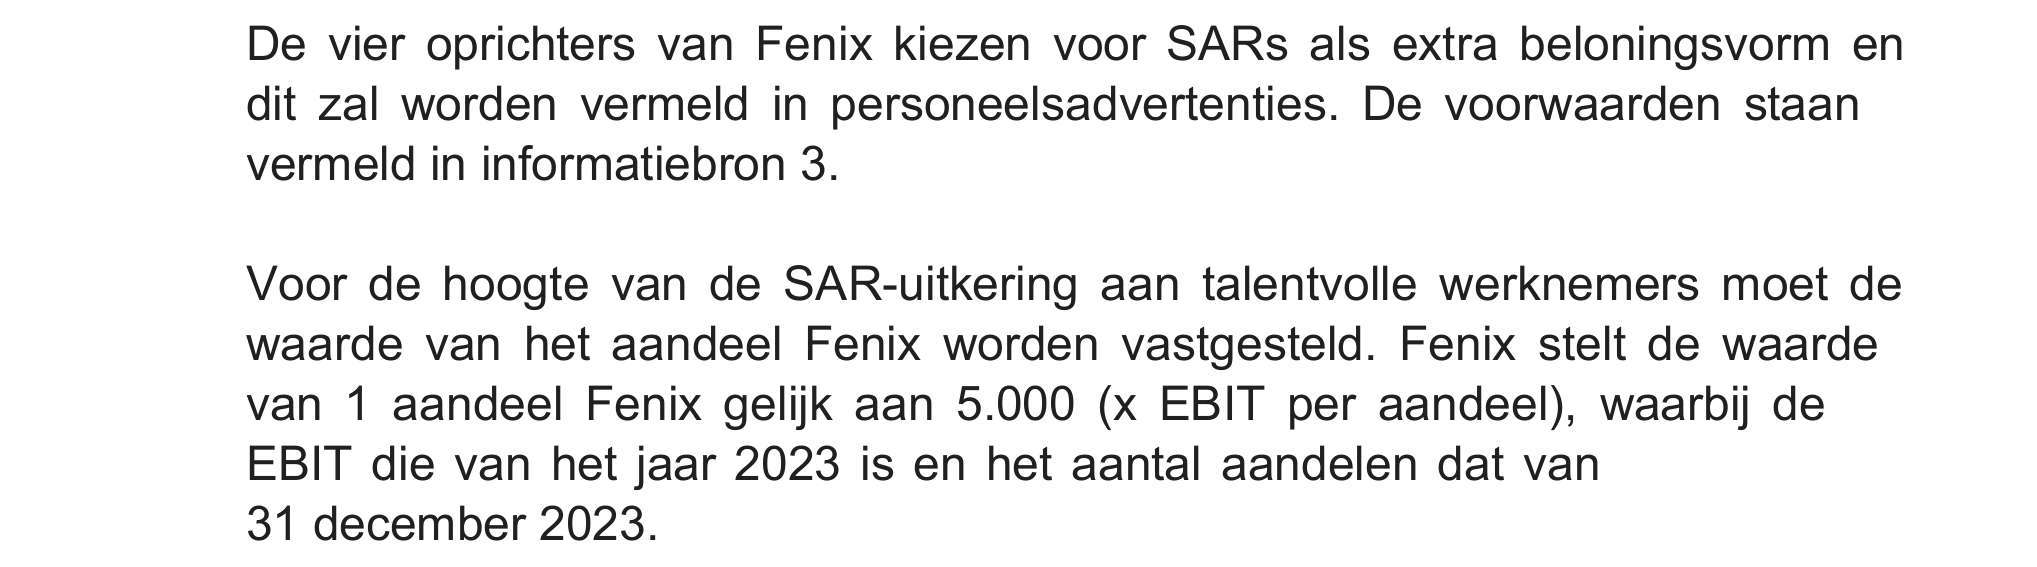 De vier oprichters van Fenix kiezen voor SARs als extra beloningsvorm en
dit zal worden vermeld in personeelsadvertenties. De voorwaarden staan
vermeld in informatiebron 3.
Voor de hoogte van de SAR-uitkering aan talentvolle werknemers moet de
waarde van het aandeel Fenix worden vastgesteld. Fenix stelt de waarde
van 1 aandeel Fenix gelijk aan 5.000 (x EBIT per aandeel), waarbij de
EBIT die van het jaar 2023 is en het aantal aandelen dat van
31 december 2023.